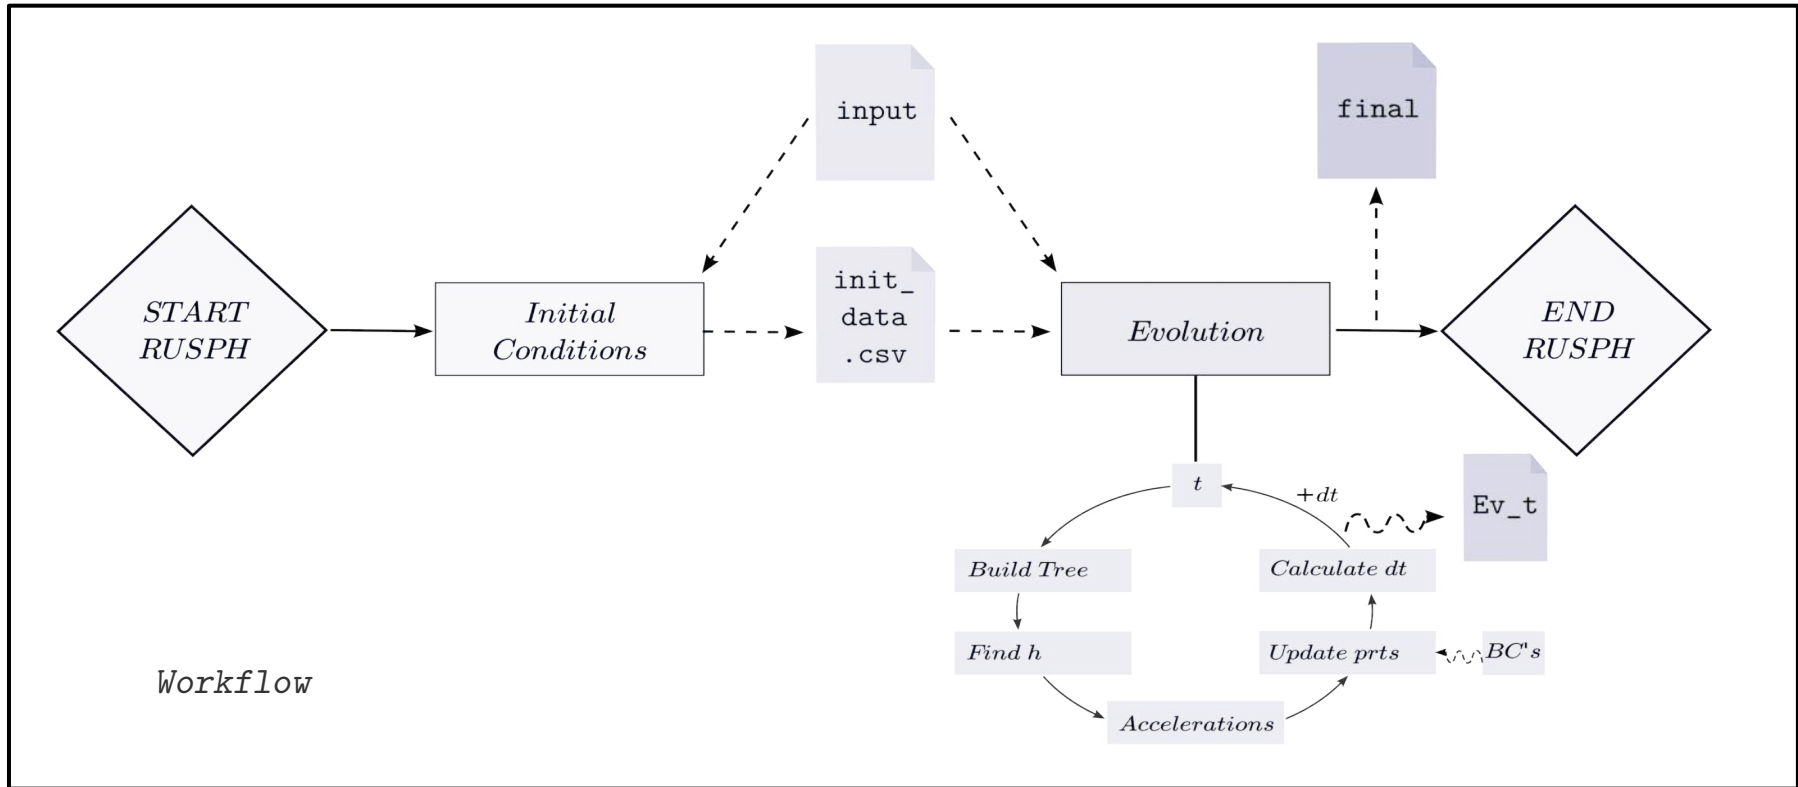 input
final
START
RUSPH
Initial
Conditions
init_
data
.csv
Evolution
END
RUSPH
t
+dt
Ev_t
Build Tree
Calculate dt
Find h
Update prts
BC's
Accelerations
Workflow